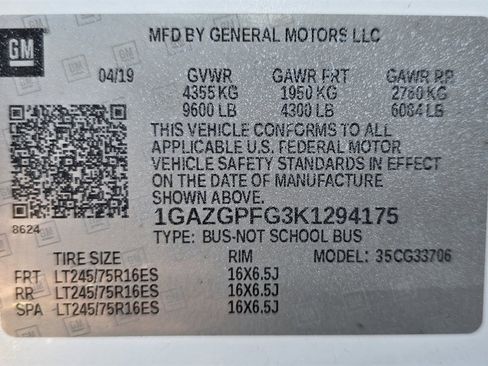 GM
MFD BY GENERAL MOTORS LLC
04/19 GVWR GAWR FRT GAWR RR
4355 KG 1950 KG 2760 KG
9600 LB 4300 LB 6084 LB
THIS VEHICLE CONFORMS TO ALL
APPLICABLE U.S. FEDERAL MOTOR
VEHICLE SAFETY STANDARDS IN EFFECT
ON THE DATE OF MANUFACTURE
SHOWN ABOVE.
1GAZGPFG3K1294175
8624
TYPE: BUS-NOT SCHOOL BUS
TIRE SIZE RIM MODEL: 35CG33706
FRT LT245/75R16ES 16X6.5J
RR LT245/75R16ES 16X6.5J
SPA LT245/75R16ES 16X6.5J